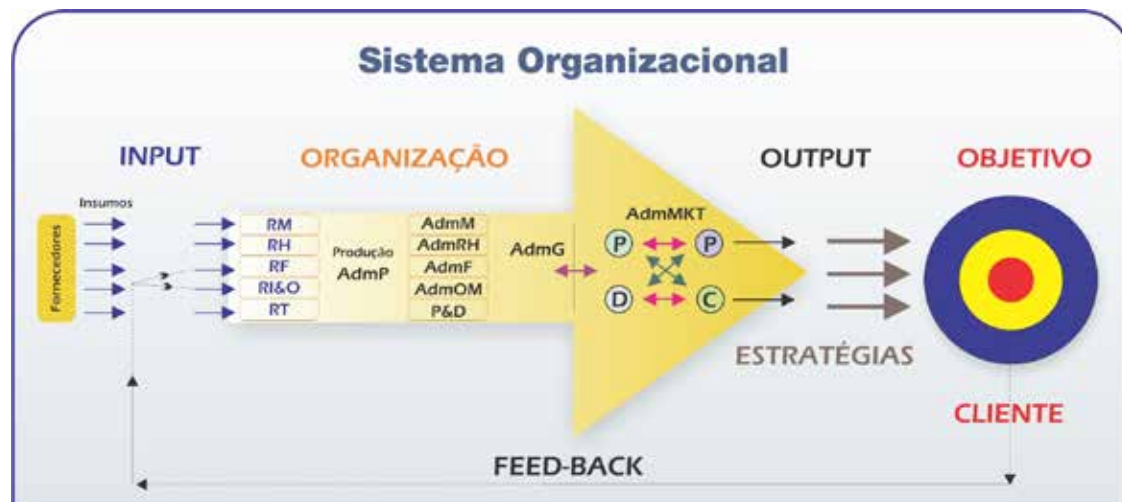 Sistema Organizacional
INPUT
ORGANIZAÇÃO
OUTPUT
OBJETIVO
Insumos
Fornecedores
RM
RH
RF
RI&O
RT
Produção
AdmP
AdmM
AdmRH
AdmF
AdmOM
P&D
AdmG
AdmMKT
P P
D C
ESTRATÉGIAS
CLIENTE
FEED-BACK